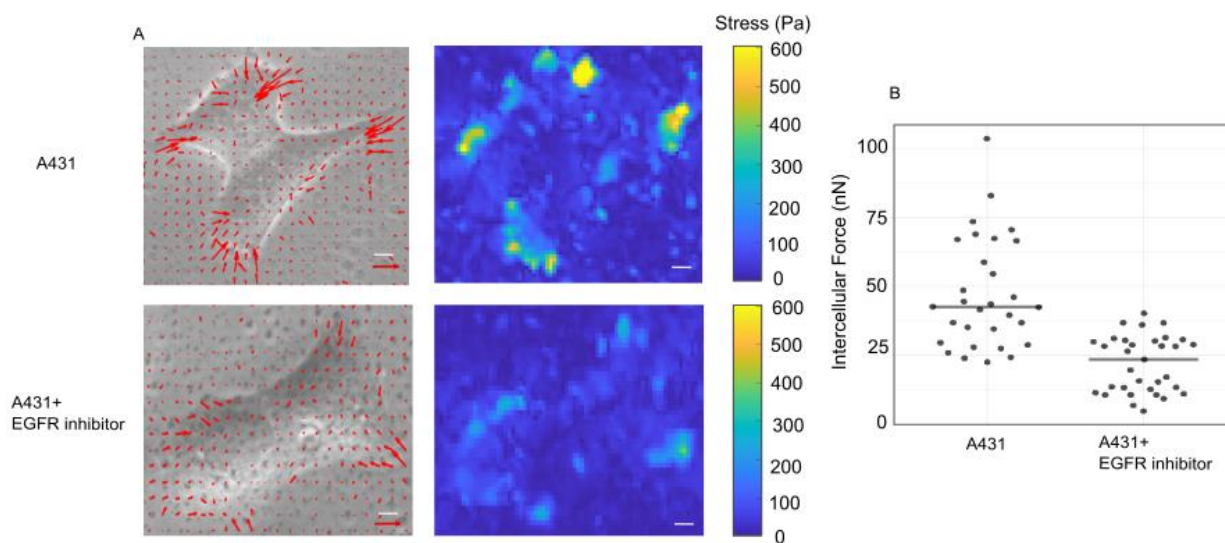 A
Stress (Pa)
A431
600
500
400
300
200
100
0
A431+
EGFR inhibitor
600
500
400
300
200
100
0
B
Intercellular Force (nN)
100
75
50
25
0
A431
A431+
EGFR inhibitor